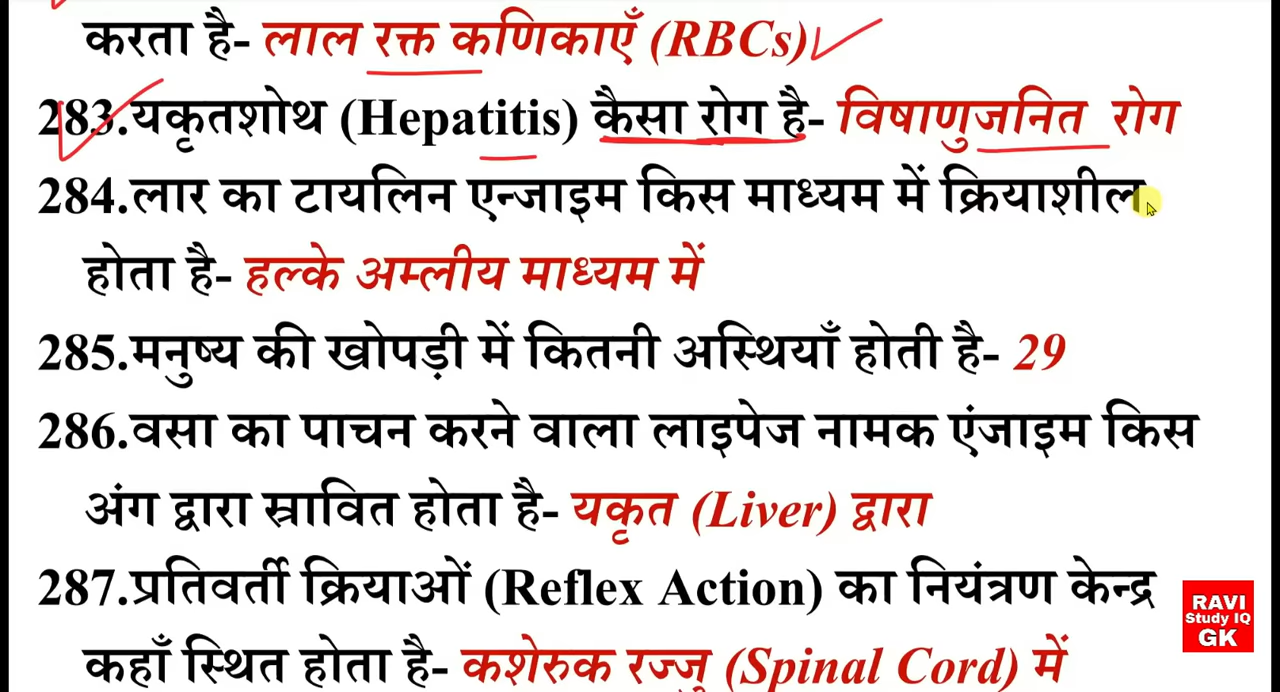 करता है- लाल रक्त कणिकाएँ (RBCs)
283.यकृतशोथ (Hepatitis) कैसा रोग है- विषाणुजनित रोग
284.लार का टायलिन एन्जाइम किस माध्यम में क्रियाशील
होता है- हल्के अम्लीय माध्यम में
285.मनुष्य की खोपड़ी में कितनी अस्थियाँ होती है- 29
286.वसा का पाचन करने वाला लाइपेज नामक एंजाइम किस
अंग द्वारा स्रावित होता है- यकृत (Liver) द्वारा
287.प्रतिवर्ती क्रियाओं (Reflex Action) का नियंत्रण केन्द्र
कहाँ स्थित होता है- कशेरुक रज्जु (Spinal Cord) में
RAVI
Study IQ
GK